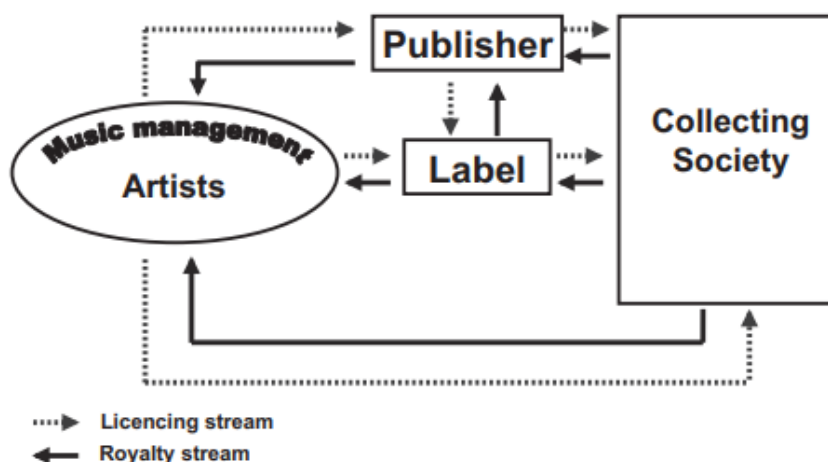 Publisher
Music management
Artists
Label
Collecting
Society
Licencing stream
Royalty stream